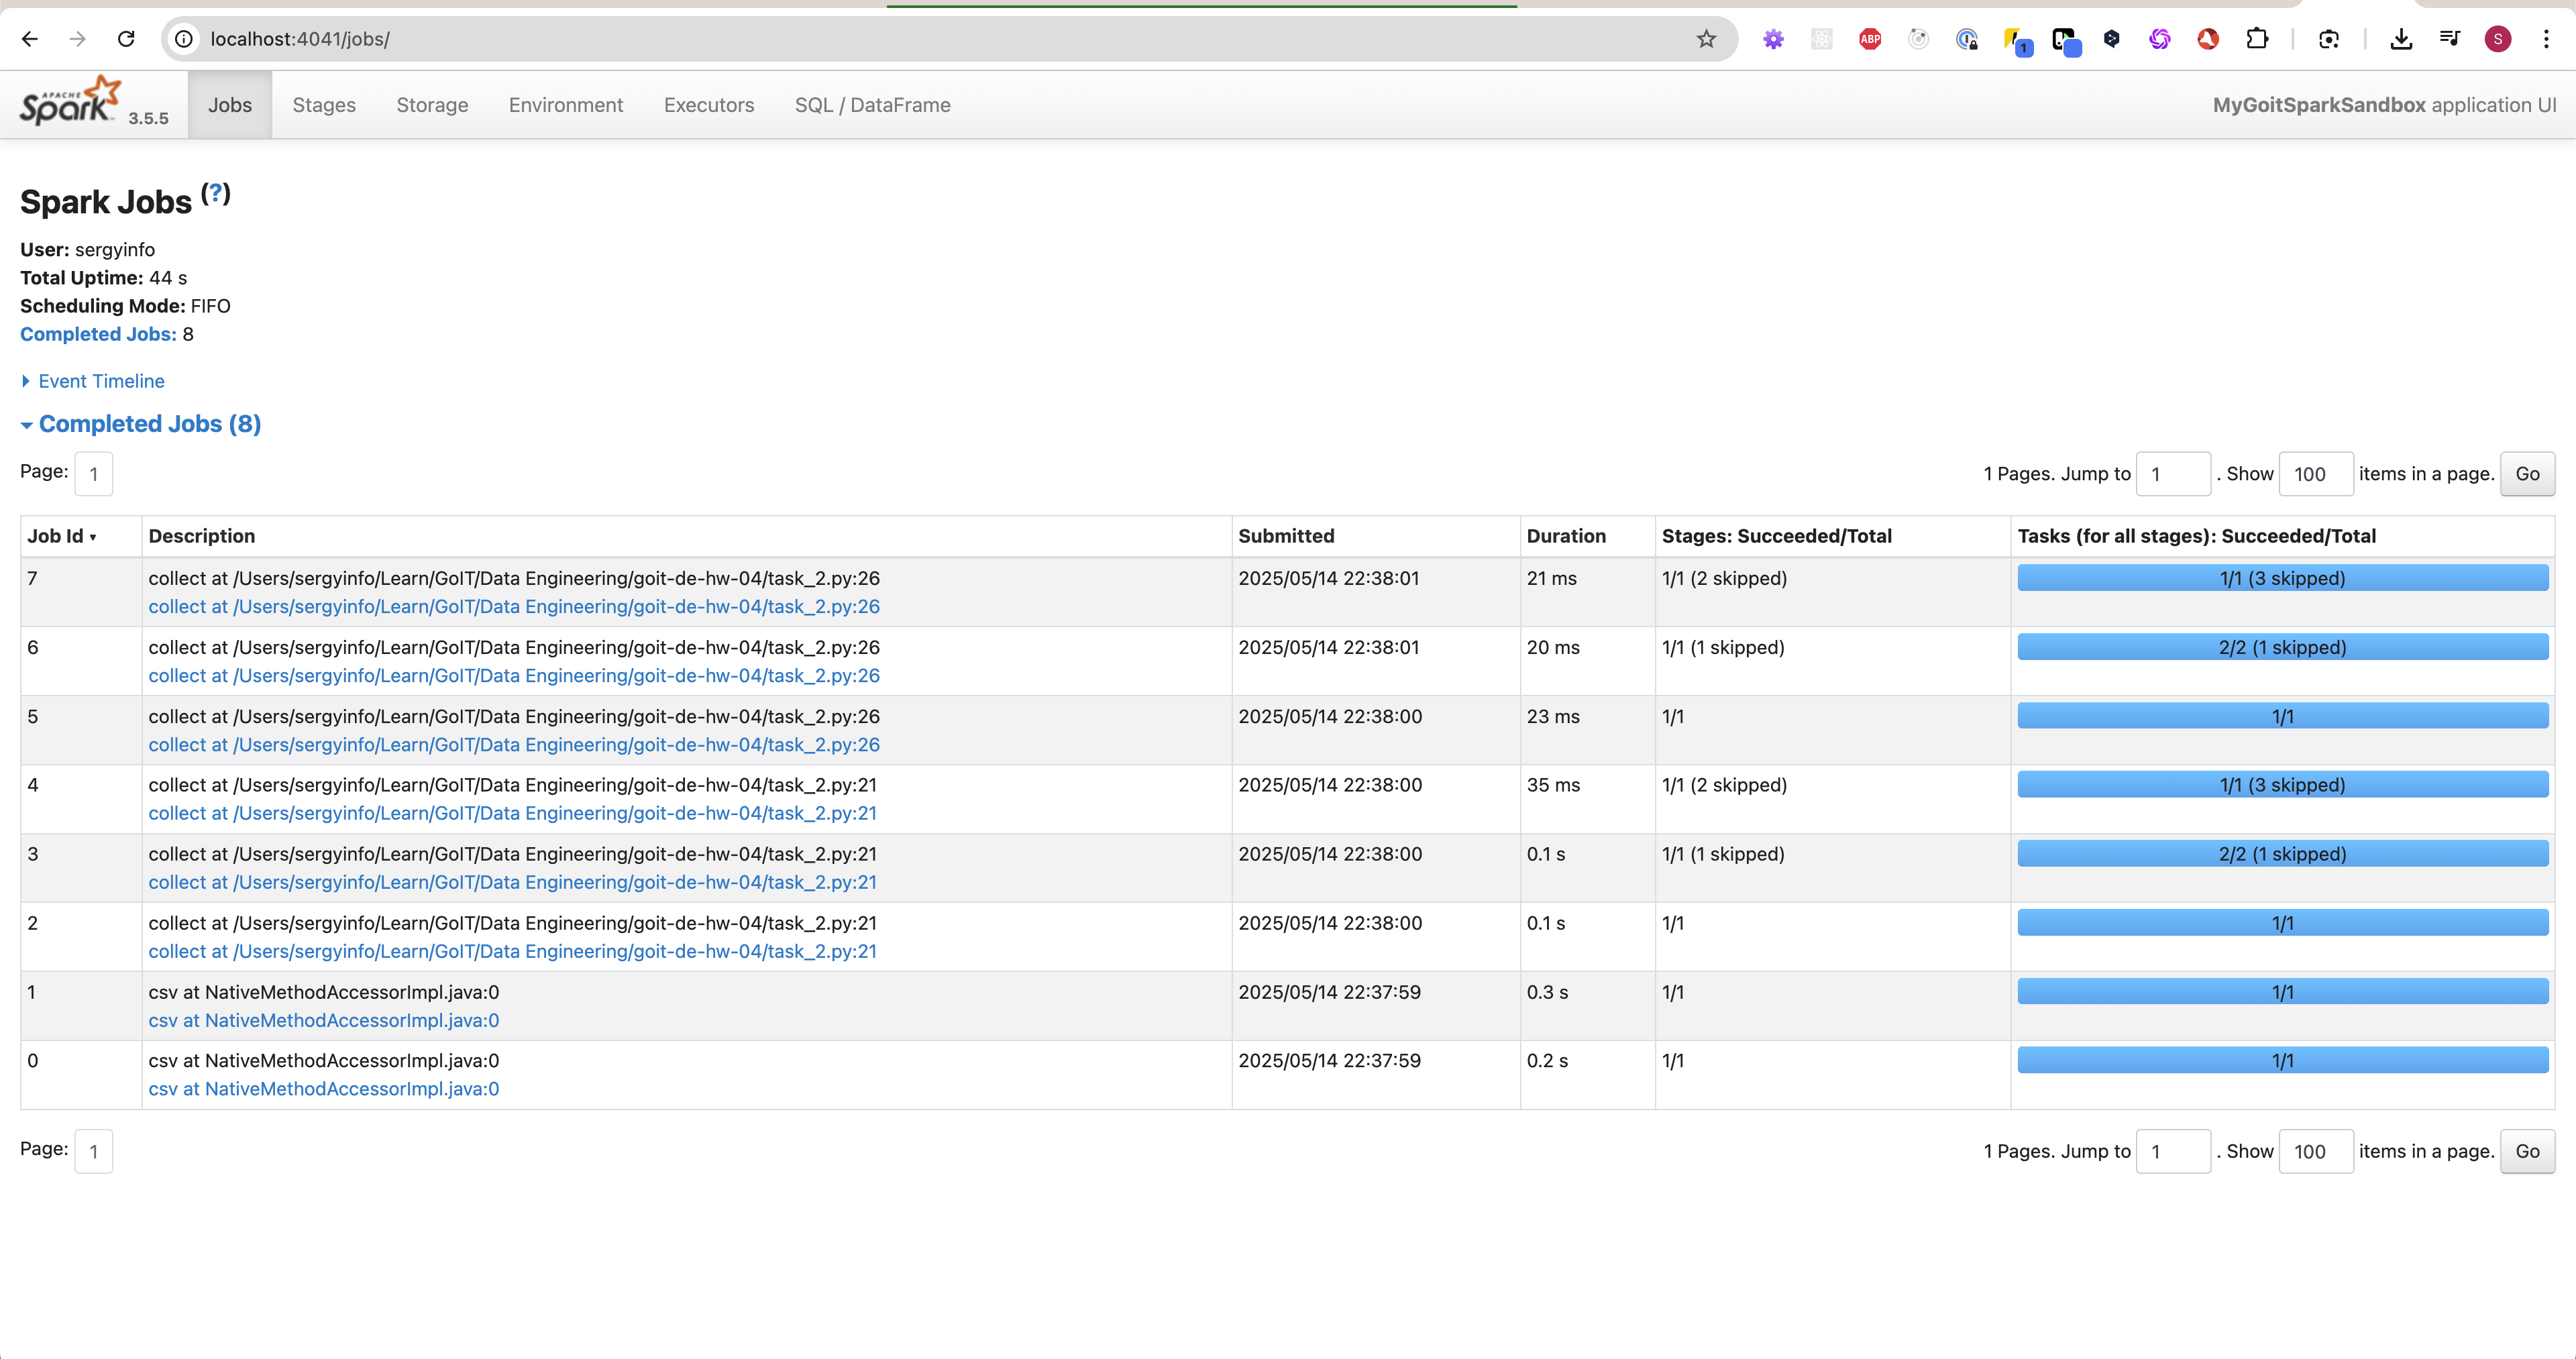 localhost:4041/jobs/
ABP
1
S
APACHE
Spark 3.5.5
Jobs Stages Storage Environment Executors SQL / DataFrame MyGoitSparkSandbox application UI
Spark Jobs (?)
User: sergyinfo
Total Uptime: 44 s
Scheduling Mode: FIFO
Completed Jobs: 8
Event Timeline
Completed Jobs (8)
Page: 1 1 Pages. Jump to 1 . Show 100 items in a page. Go
Job Id ▾ Description Submitted Duration Stages: Succeeded/Total Tasks (for all stages): Succeeded/Total
7 collect at /Users/sergyinfo/Learn/GoIT/Data Engineering/goit-de-hw-04/task_2.py:26 2025/05/14 22:38:01 21 ms 1/1 (2 skipped) 1/1 (3 skipped)
collect at /Users/sergyinfo/Learn/GoIT/Data Engineering/goit-de-hw-04/task_2.py:26
6 collect at /Users/sergyinfo/Learn/GoIT/Data Engineering/goit-de-hw-04/task_2.py:26 2025/05/14 22:38:01 20 ms 1/1 (1 skipped) 2/2 (1 skipped)
collect at /Users/sergyinfo/Learn/GoIT/Data Engineering/goit-de-hw-04/task_2.py:26
5 collect at /Users/sergyinfo/Learn/GoIT/Data Engineering/goit-de-hw-04/task_2.py:26 2025/05/14 22:38:00 23 ms 1/1 1/1
collect at /Users/sergyinfo/Learn/GoIT/Data Engineering/goit-de-hw-04/task_2.py:26
4 collect at /Users/sergyinfo/Learn/GoIT/Data Engineering/goit-de-hw-04/task_2.py:21 2025/05/14 22:38:00 35 ms 1/1 (2 skipped) 1/1 (3 skipped)
collect at /Users/sergyinfo/Learn/GoIT/Data Engineering/goit-de-hw-04/task_2.py:21
3 collect at /Users/sergyinfo/Learn/GoIT/Data Engineering/goit-de-hw-04/task_2.py:21 2025/05/14 22:38:00 0.1 s 1/1 (1 skipped) 2/2 (1 skipped)
collect at /Users/sergyinfo/Learn/GoIT/Data Engineering/goit-de-hw-04/task_2.py:21
2 collect at /Users/sergyinfo/Learn/GoIT/Data Engineering/goit-de-hw-04/task_2.py:21 2025/05/14 22:38:00 0.1 s 1/1 1/1
collect at /Users/sergyinfo/Learn/GoIT/Data Engineering/goit-de-hw-04/task_2.py:21
1 csv at NativeMethodAccessorImpl.java:0 2025/05/14 22:37:59 0.3 s 1/1 1/1
csv at NativeMethodAccessorImpl.java:0
0 csv at NativeMethodAccessorImpl.java:0 2025/05/14 22:37:59 0.2 s 1/1 1/1
csv at NativeMethodAccessorImpl.java:0
Page: 1 1 Pages. Jump to 1 . Show 100 items in a page. Go